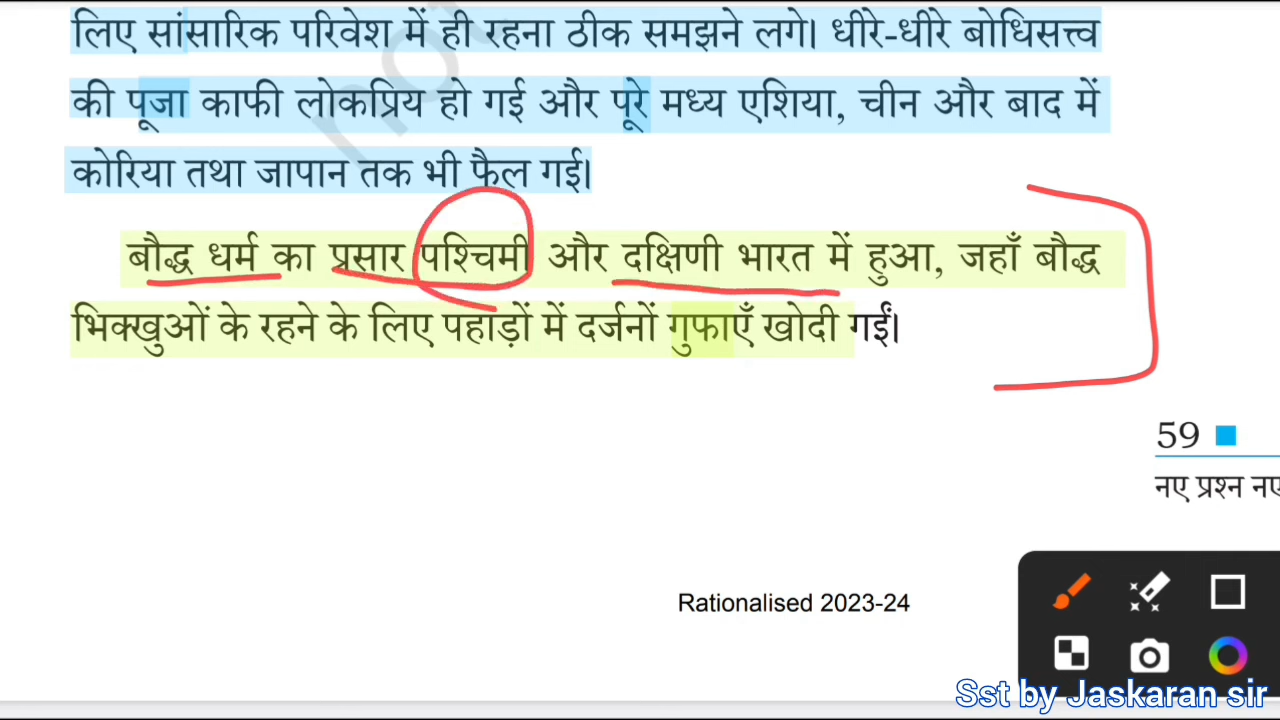 लिए सांसारिक परिवेश में ही रहना ठीक समझने लगे। धीरे-धीरे बोधिसत्त्व
की पूजा काफी लोकप्रिय हो गई और पूरे मध्य एशिया, चीन और बाद में
कोरिया तथा जापान तक भी फैल गई।
बौद्ध धर्म का प्रसार पश्चिमी और दक्षिणी भारत में हुआ, जहाँ बौद्ध
भिक्खुओं के रहने के लिए पहाड़ों में दर्जनों गुफाएँ खोदी गईं।
59
नए प्रश्न
Rationalised 2023-24
Sst by Jaskaran sir